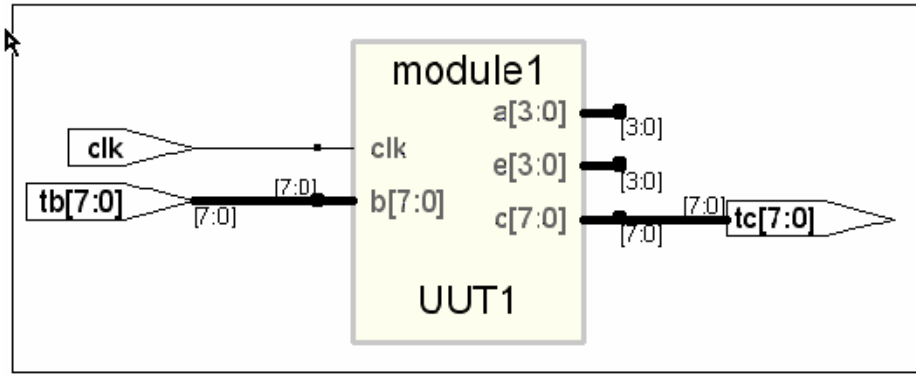 module1
a[3:0]
[3:0]
clk
clk
e[3:0]
[3:0]
tb[7:0]
[7:0]
[7:0]
b[7:0]
c[7:0]
[7:0]
[7:0]
tc[7:0]
UUT1